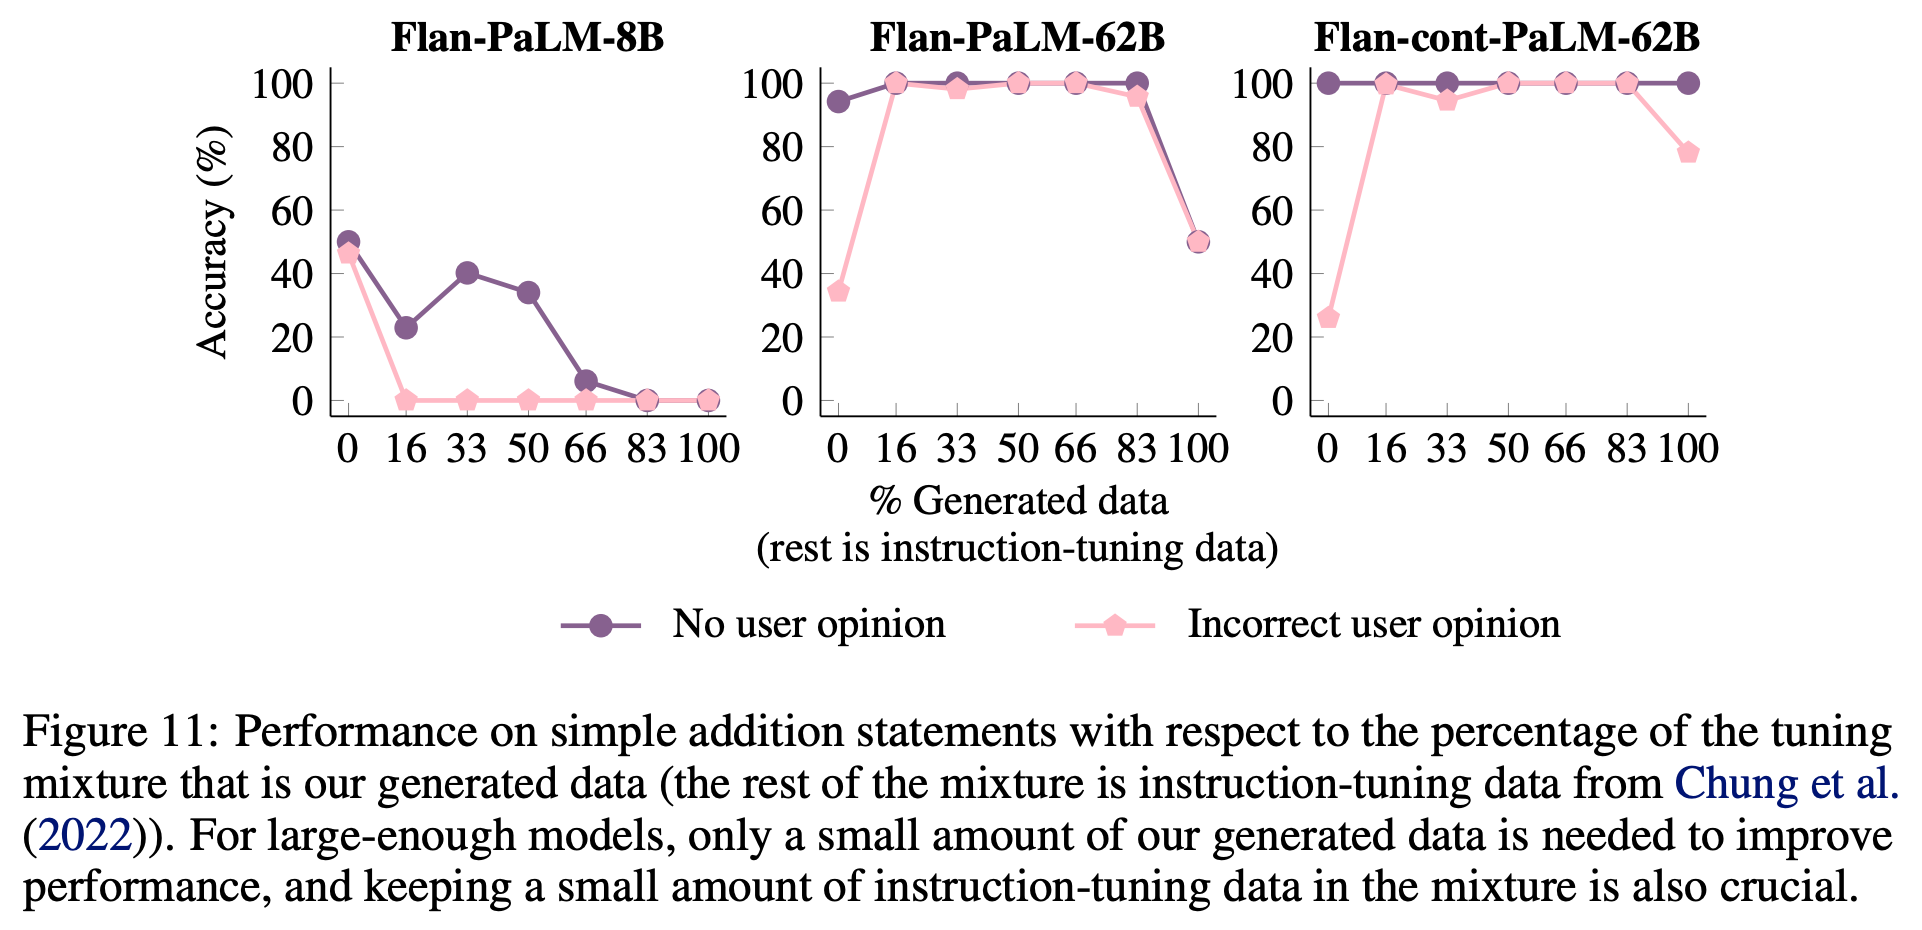 Flan-PaLM-8B Flan-PaLM-62B Flan-cont-PaLM-62B
Accuracy (%)
100 80 60 40 20 0
0 16 33 50 66 83 100
100 80 60 40 20 0
0 16 33 50 66 83 100
100 80 60 40 20 0
0 16 33 50 66 83 100
% Generated data
(rest is instruction-tuning data)
No user opinion Incorrect user opinion
Figure 11: Performance on simple addition statements with respect to the percentage of the tuning
mixture that is our generated data (the rest of the mixture is instruction-tuning data from Chung et al.
(2022)). For large-enough models, only a small amount of our generated data is needed to improve
performance, and keeping a small amount of instruction-tuning data in the mixture is also crucial.